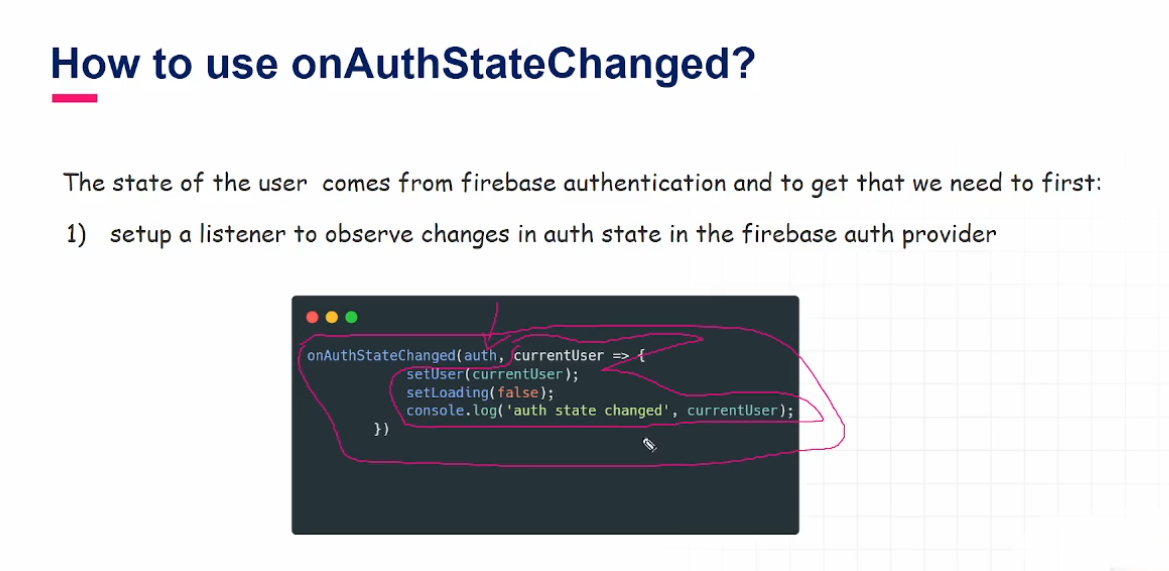 How to use onAuthStateChanged?
The state of the user comes from firebase authentication and to get that we need to first:
1) setup a listener to observe changes in auth state in the firebase auth provider
onAuthStateChanged(auth, currentUser => {
setUser(currentUser);
setLoading(false);
console.log('auth state changed', currentUser);
})